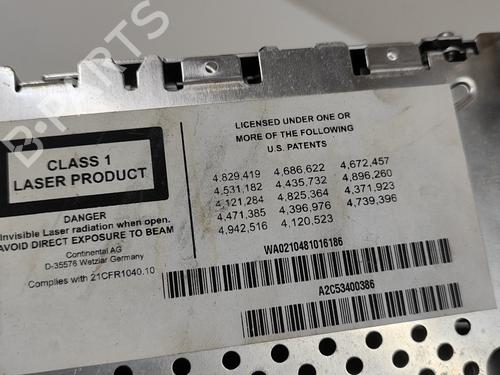 B-PARTS
CLASS 1
LASER PRODUCT
DANGER
Invisible Laser radiation when open.
AVOID DIRECT EXPOSURE TO BEAM
Continental AG
D-35576 Wetzlar Germany
Complies with 21CFR1040.10
LICENSED UNDER ONE OR
MORE OF THE FOLLOWING
U.S. PATENTS
4,829,419 4,686,622 4,672,457
4,531,182 4,435,732 4,896,260
4,121,284 4,825,364 4,371,923
4,471,385 4,396,976 4,739,396
4,942,516 4,120,523
WA0210481016186
A2C53400386